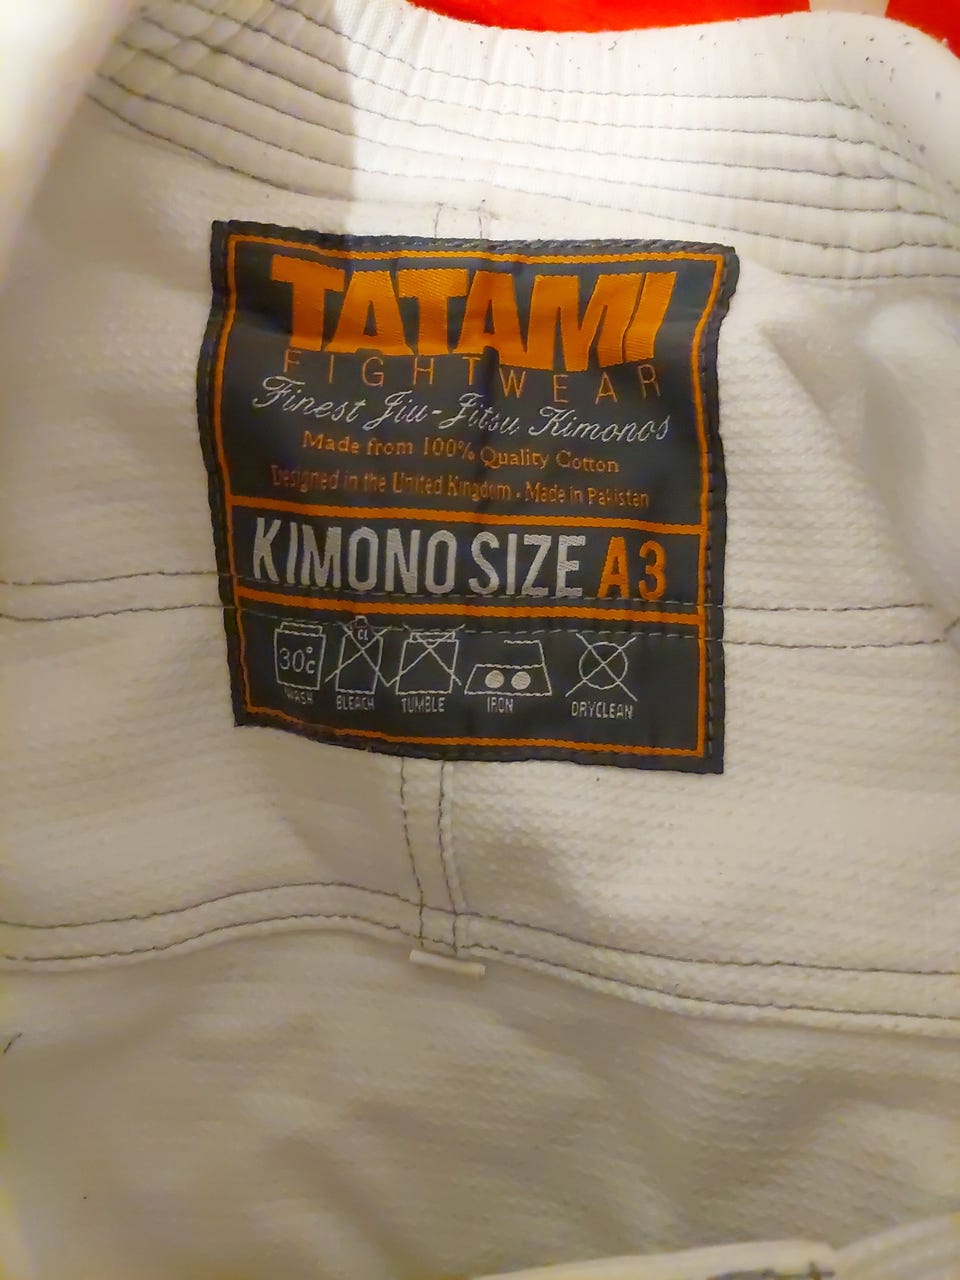 TATAMI
FIGHTWEAR
Finest Jiu-Jitsu Kimonos
Made from 100% Quality Cotton
Designed in the United Kingdom • Made in Pakistan
KIMONO SIZE A3
30°C CL
WASH BLEACH TUMBLE IRON DRYCLEAN